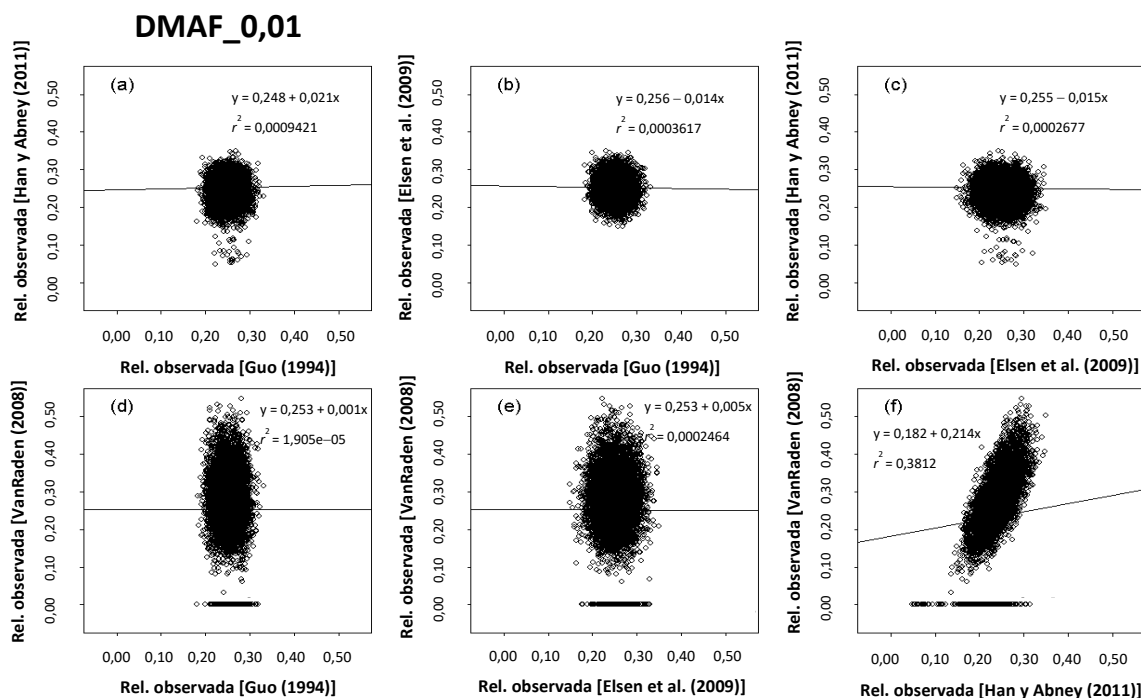 DMAF_0,01
Rel. observada [Han y Abney (2011)]
0,00 0,10 0,20 0,30 0,40 0,50
(a)
y = 0,248 + 0,021x
r² = 0,0009421
0,00 0,10 0,20 0,30 0,40 0,50
Rel. observada [Guo (1994)]
Rel. observada [Elsen et al. (2009)]
0,00 0,10 0,20 0,30 0,40 0,50
(b)
y = 0,256 − 0,014x
r² = 0,0003617
0,00 0,10 0,20 0,30 0,40 0,50
Rel. observada [Guo (1994)]
Rel. observada [Han y Abney (2011)]
0,00 0,10 0,20 0,30 0,40 0,50
(c)
y = 0,255 − 0,015x
r² = 0,0002677
0,00 0,10 0,20 0,30 0,40 0,50
Rel. observada [Elsen et al. (2009)]
Rel. observada [VanRaden (2008)]
0,00 0,10 0,20 0,30 0,40 0,50
(d)
y = 0,253 + 0,001x
r² = 1,905e−05
0,00 0,10 0,20 0,30 0,40 0,50
Rel. observada [Guo (1994)]
Rel. observada [VanRaden (2008)]
0,00 0,10 0,20 0,30 0,40 0,50
(e)
y = 0,253 + 0,005x
r² = 0,0002464
0,00 0,10 0,20 0,30 0,40 0,50
Rel. observada [Elsen et al. (2009)]
Rel. observada [VanRaden (2008)]
0,00 0,10 0,20 0,30 0,40 0,50
(f)
y = 0,182 + 0,214x
r² = 0,3812
0,00 0,10 0,20 0,30 0,40 0,50
Rel. observada [Han y Abney (2011)]